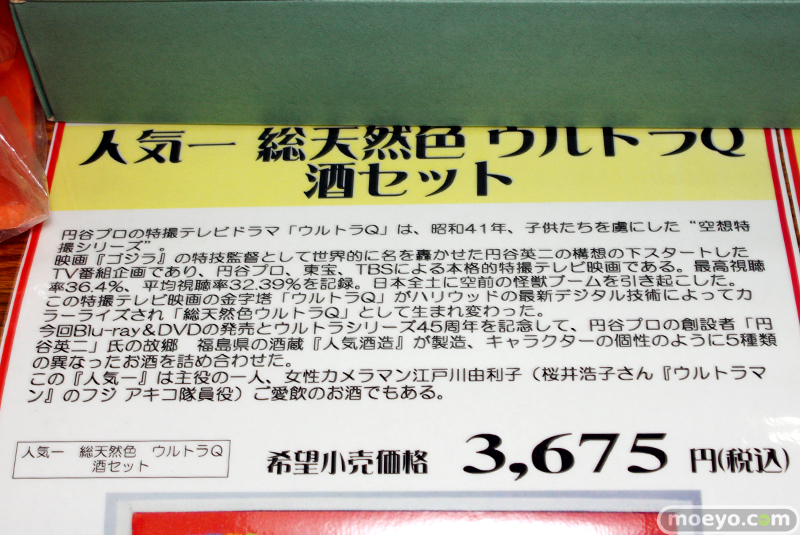 人気一 総天然色 ウルトラQ
酒セット
円谷プロの特撮テレビドラマ「ウルトラQ」は、昭和41年、子供たちを虜にした“空想特
撮シリーズ”。
映画『ゴジラ』の特技監督として世界的に名を轟かせた円谷英二の構想の下スタートした
TV番組企画であり、円谷プロ、東宝、TBSによる本格的特撮テレビ映画である。最高視聴
率36.4%、平均視聴率32.39%を記録。日本全土に空前の怪獣ブームを引き起こした。
この特撮テレビ映画の金字塔「ウルトラQ」がハリウッドの最新デジタル技術によってカ
ラーライズされ「総天然色ウルトラQ」として生まれ変わった。
今回Blu-ray&DVDの発売とウルトラシリーズ45周年を記念して、円谷プロの創設者「円
谷英二」氏の故郷　福島県の酒蔵『人気酒造』が製造、キャラクターの個性のように5種類
の異なったお酒を詰め合わせた。
この『人気一』は主役の一人、女性カメラマン江戸川由利子（桜井浩子さん『ウルトラマ
ン』のフジ アキコ隊員役）ご愛飲のお酒でもある。
人気一　総天然色　ウルトラQ
酒セット
希望小売価格 3,675 円(税込)
moeyo.com